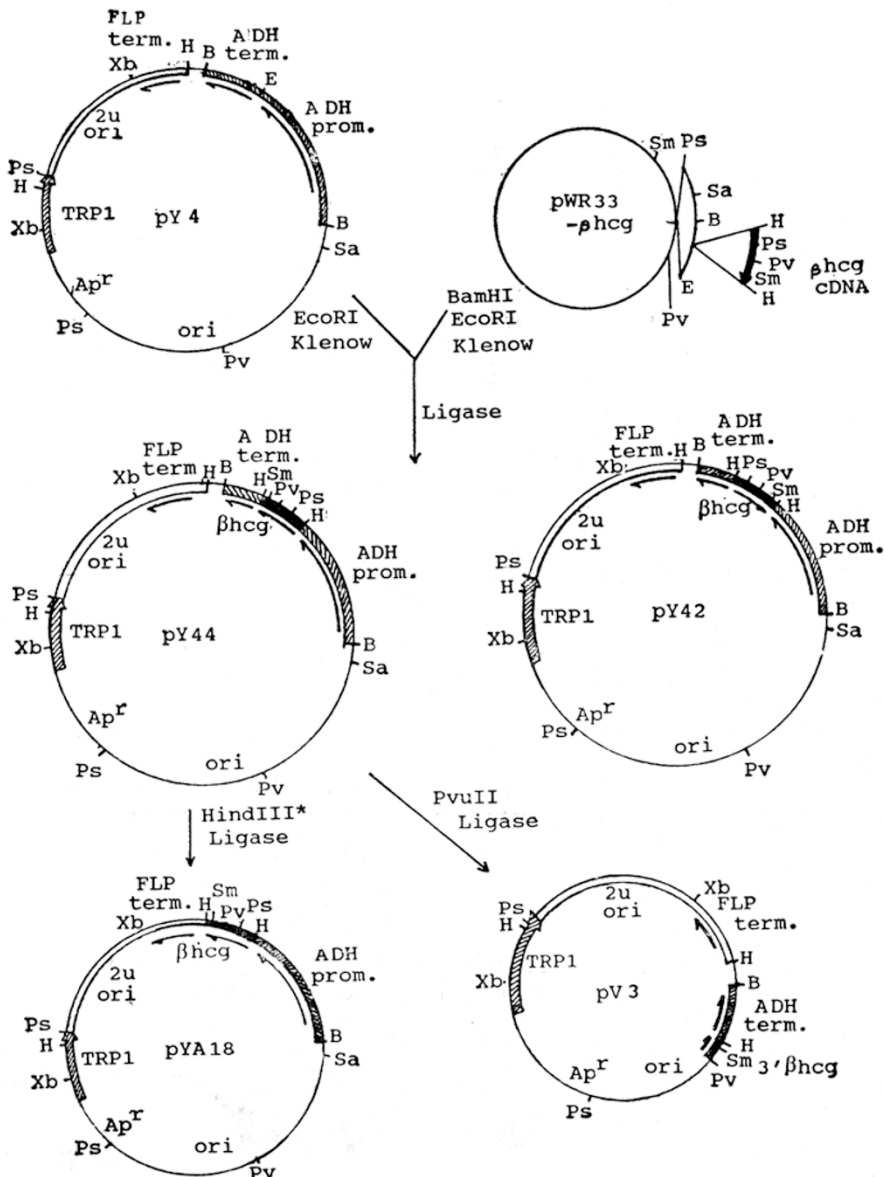 FLP
term.
H
B
ADH
term.
E
Xb
2u
ori
ADH
prom.
Ps
H
Xb
TRP1
pY4
B
Sa
Apr
Ps
ori
Pv
Sm
Ps
pWR33
-βhcg
Sa
B
H
Ps
Pv
Sm
H
βhcg
cDNA
E
Pv
EcoRI
Klenow
BamHI
EcoRI
Klenow
Ligase
FLP
term
H
B
ADH
term.
H
Sm
Pv
Ps
H
Xb
βhcg
2u
ori
ADH
prom.
Ps
H
Xb
TRP1
pY44
B
Sa
Apr
Ps
ori
Pv
FLP
term.
H
B
ADH
term.
H
Ps
Pv
Sm
H
Xb
βhcg
2u
ori
ADH
prom.
Ps
H
Xb
TRP1
pY42
B
Sa
Ps
Apr
ori
Pv
HindIII*
Ligase
PvuII
Ligase
FLP
term.
H
Sm
Pv
Ps
H
Xb
βhcg
2u
ori
ADH
prom.
Ps
H
Xb
TRP1
pYA18
B
Sa
Ps
Apr
ori
Pv
2u
ori
Xb
FLP
term.
Ps
H
Xb
TRP1
pV3
H
B
ADH
term.
H
Sm
3'βhcg
Pv
ori
Apr
Ps